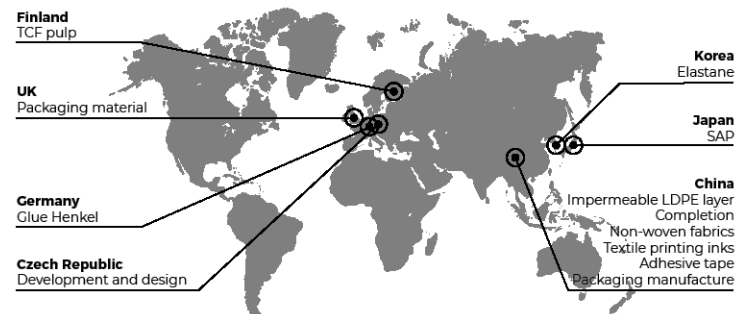 Finland
TCF pulp
UK
Packaging material
Germany
Glue Henkel
Czech Republic
Development and design
Korea
Elastane
Japan
SAP
China
Impermeable LDPE layer
Completion
Non-woven fabrics
Textile printing inks
Adhesive tape
Packaging manufacture